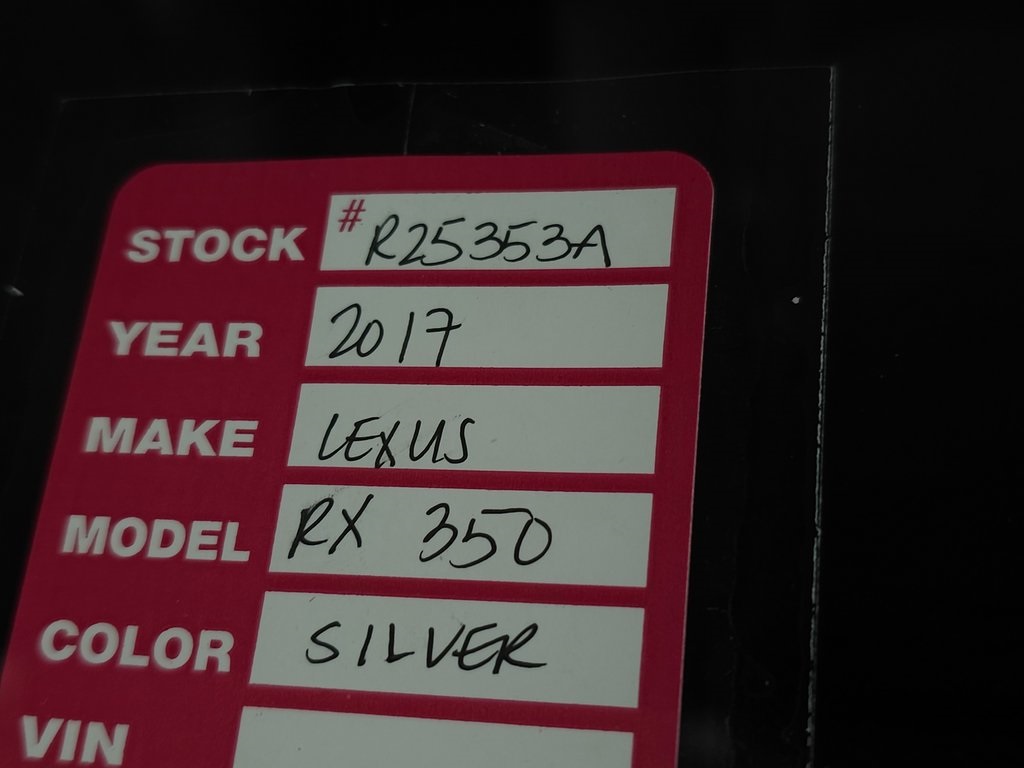 STOCK # R25353A
YEAR 2017
MAKE LEXUS
MODEL RX 350
COLOR SILVER
VIN